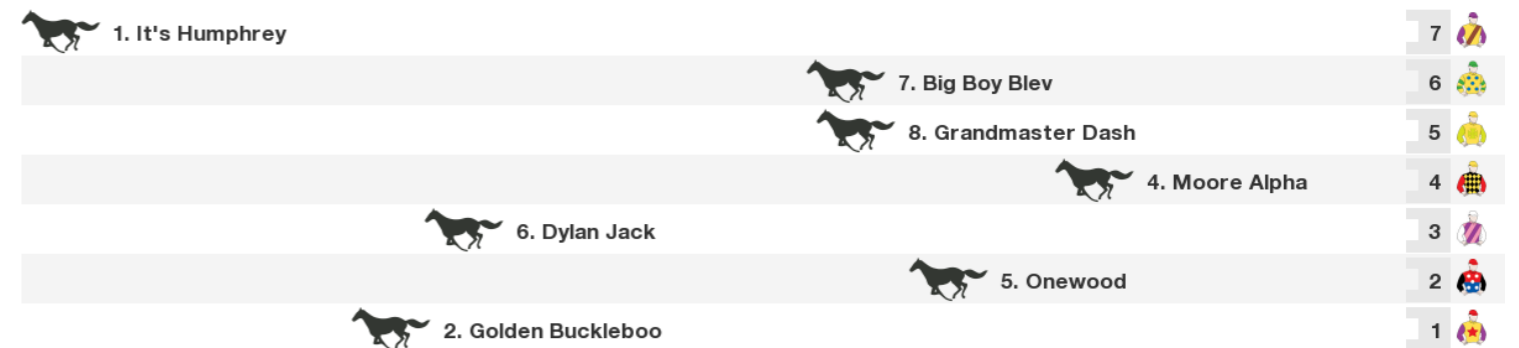 1. It's Humphrey 7
7. Big Boy Blev 6
8. Grandmaster Dash 5
4. Moore Alpha 4
6. Dylan Jack 3
5. Onewood 2
2. Golden Buckleboo 1